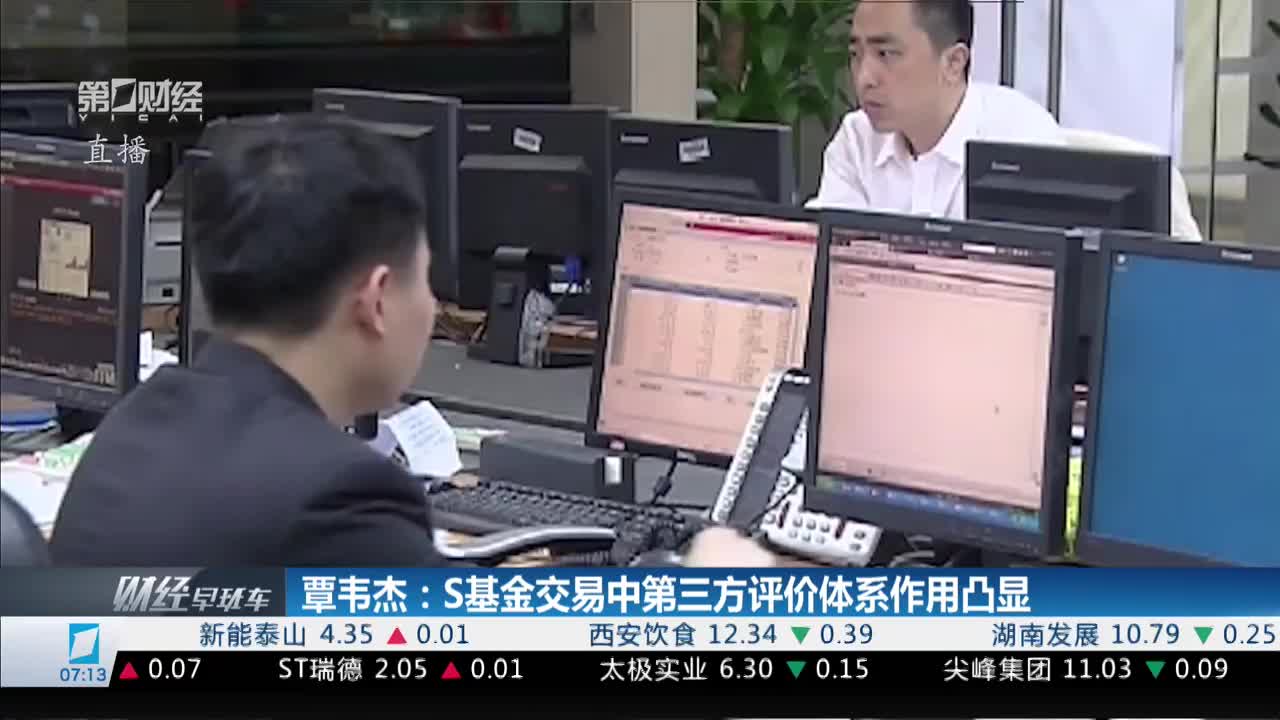 第一财经
YICAI
直播
财经早班车
覃韦杰：S基金交易中第三方评价体系作用凸显
新能泰山 4.35 ▲ 0.01 西安饮食 12.34 ▼ 0.39 湖南发展 10.79 ▼ 0.25
07:13 ▲ 0.07 ST瑞德 2.05 ▲ 0.01 太极实业 6.30 ▼ 0.15 尖峰集团 11.03 ▼ 0.09